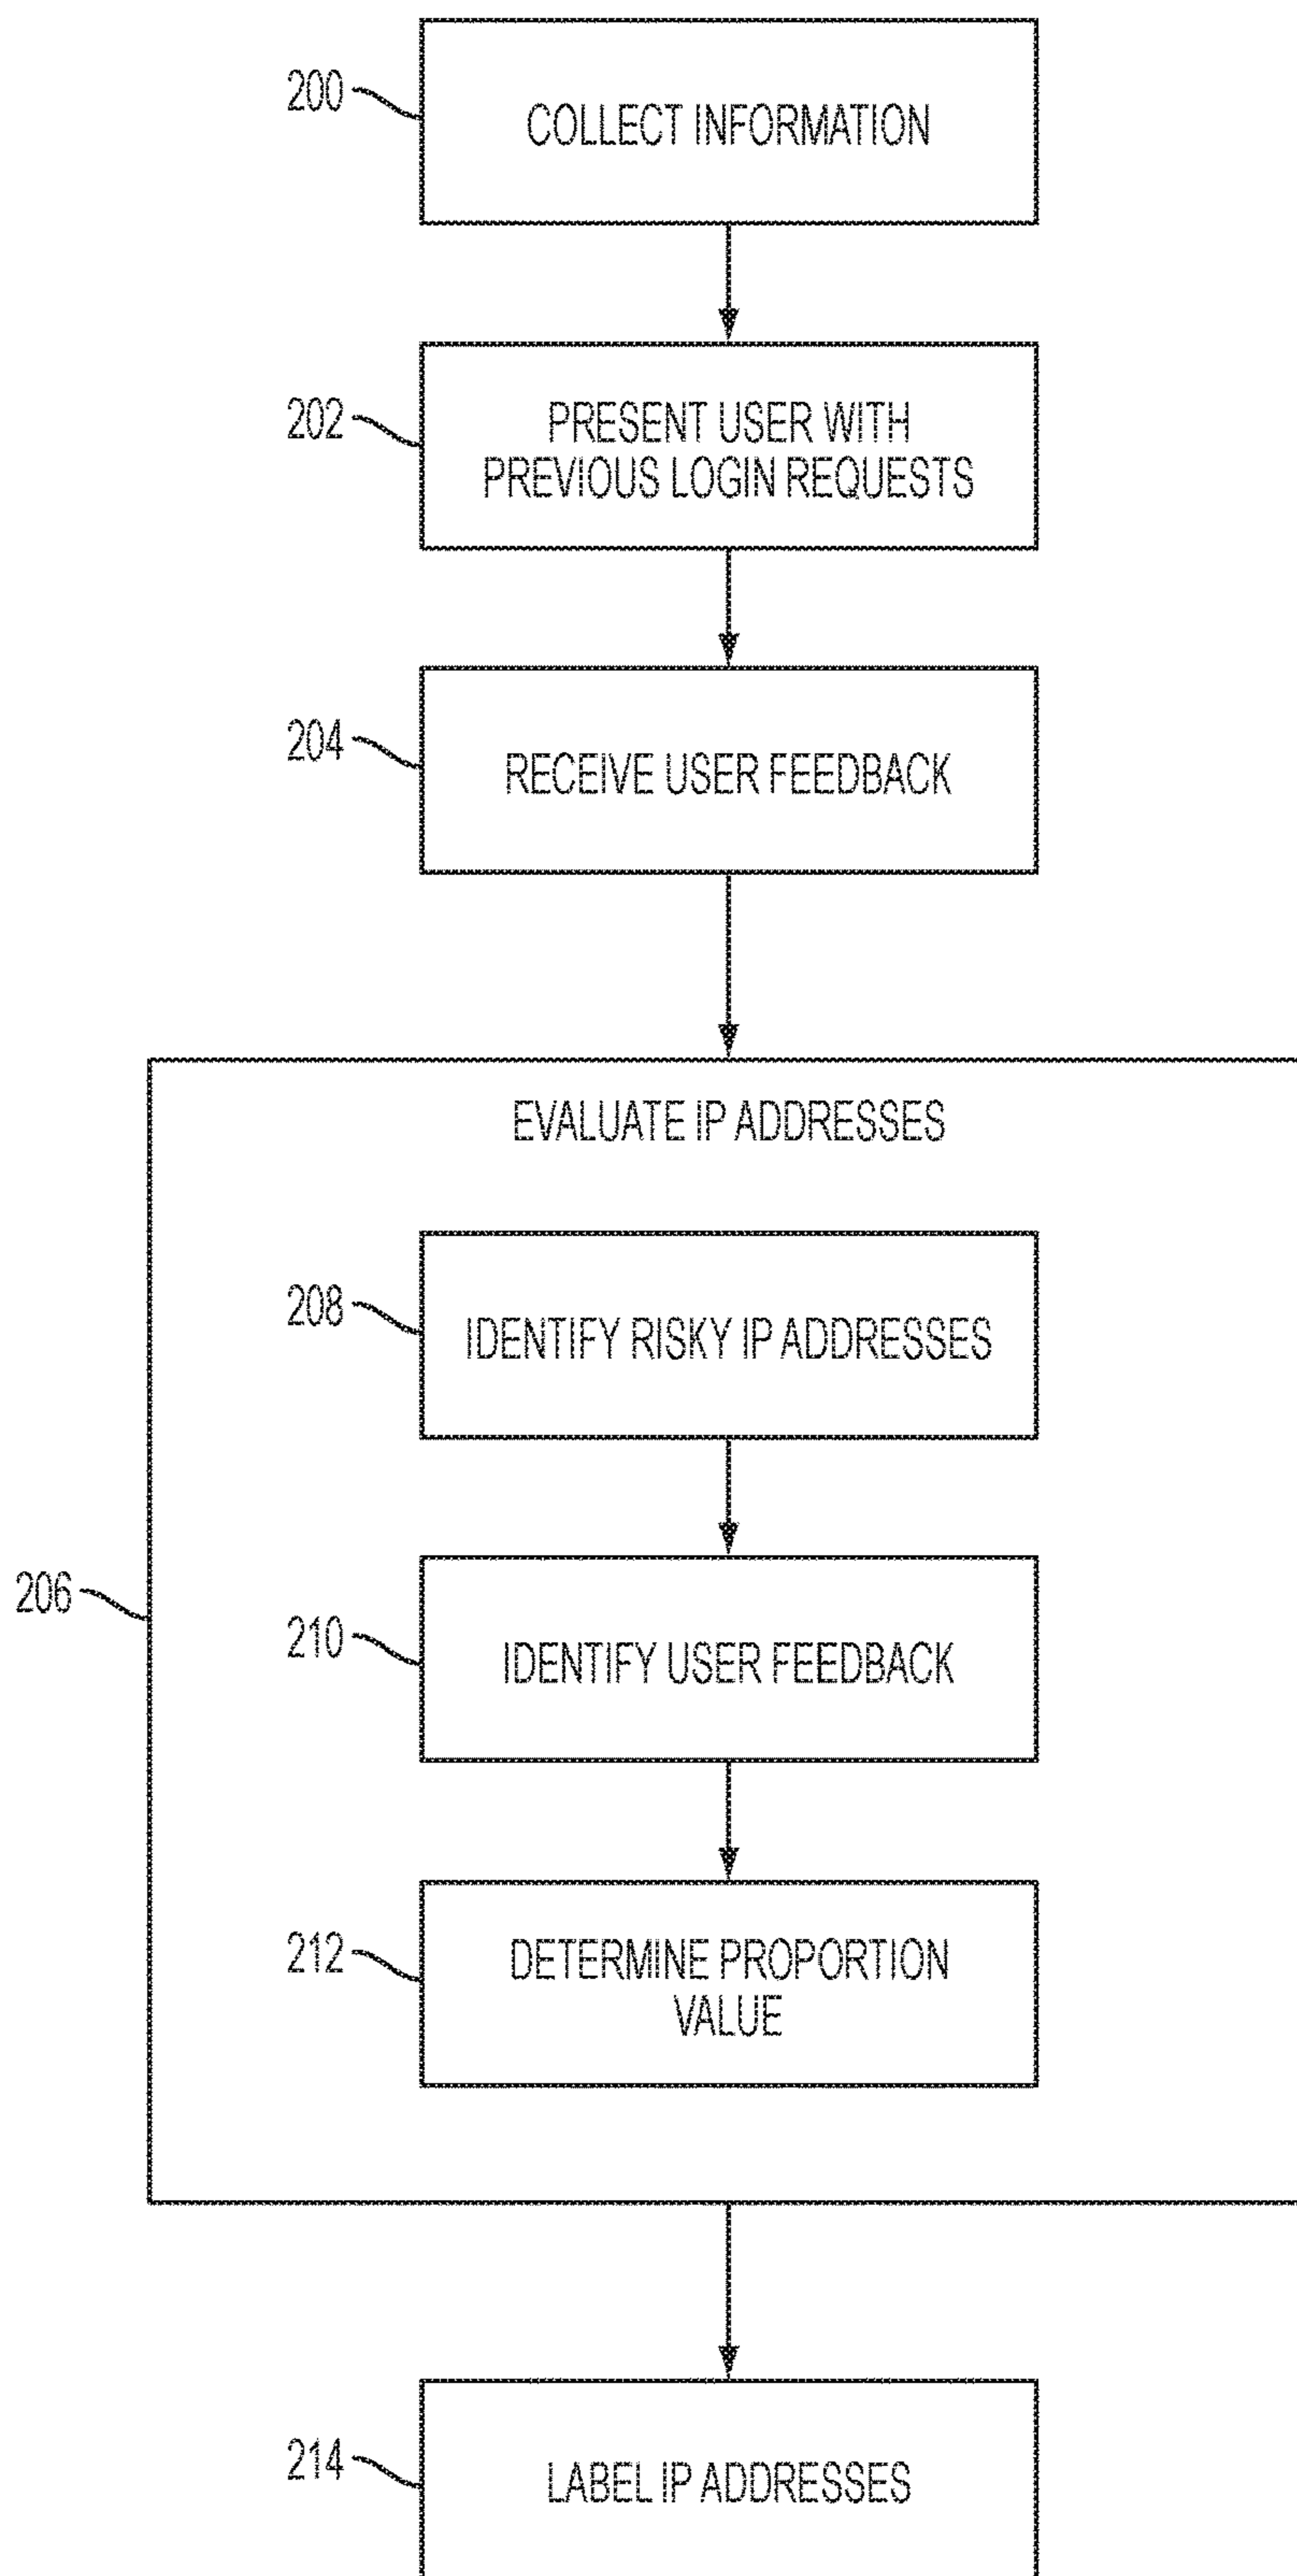 200
COLLECT INFORMATION
202
PRESENT USER WITH
PREVIOUS LOGIN REQUESTS
204
RECEIVE USER FEEDBACK
EVALUATE IP ADDRESSES
208
IDENTIFY RISKY IP ADDRESSES
206
210
IDENTIFY USER FEEDBACK
212
DETERMINE PROPORTION
VALUE
214
LABEL IP ADDRESSES